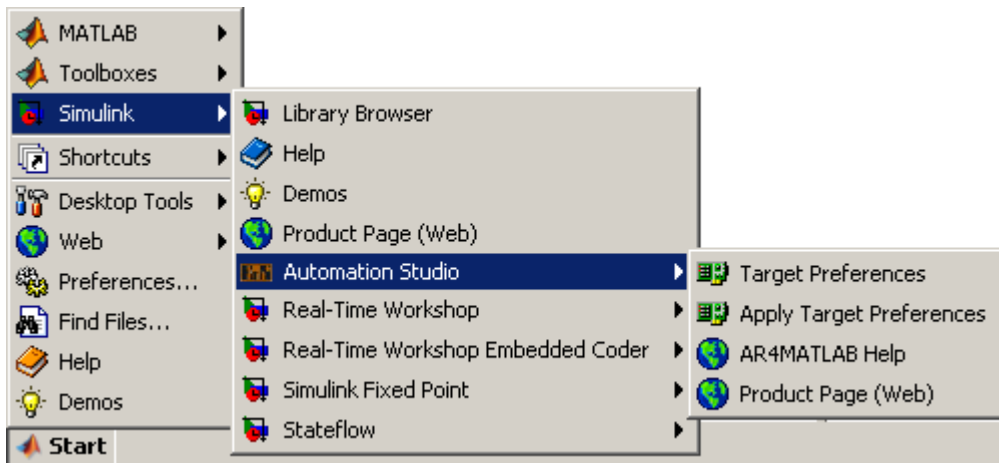 MATLAB
Toolboxes
Simulink
Shortcuts
Desktop Tools
Web
Preferences...
Find Files...
Help
Demos
Start
Library Browser
Help
Demos
Product Page (Web)
Automation Studio
Real-Time Workshop
Real-Time Workshop Embedded Coder
Simulink Fixed Point
Stateflow
Target Preferences
Apply Target Preferences
AR4MATLAB Help
Product Page (Web)